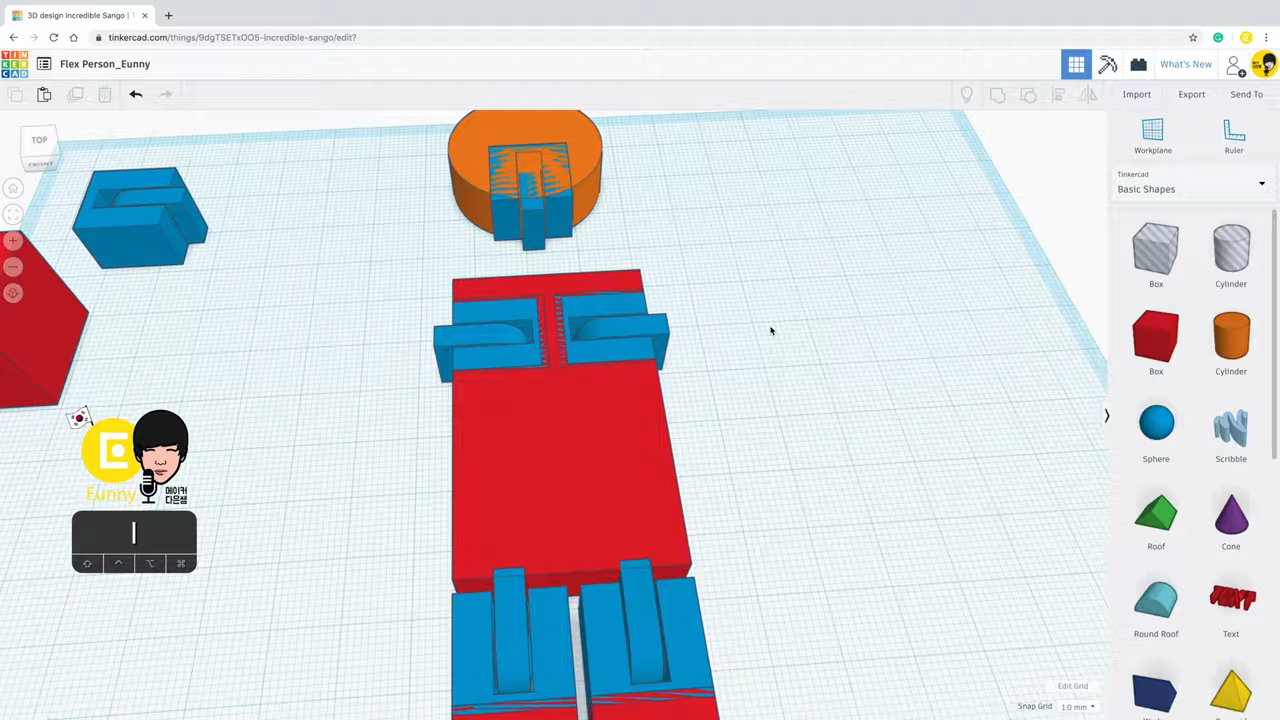 3D design Incredible Sango | T
tinkercad.com/things/9dgTSETxOO5-incredible-sango/edit?
TIN
KER
CAD
Flex Person_Eunny
What's New
Import
Export
Send To
TOP
Workplane
Ruler
Tinkercad
Basic Shapes
Box
Cylinder
Box
Cylinder
Sphere
Scribble
Roof
Cone
Round Roof
Text
TEXT
Eunny
메이커
다은쌤
Edit Grid
Snap Grid
1.0 mm